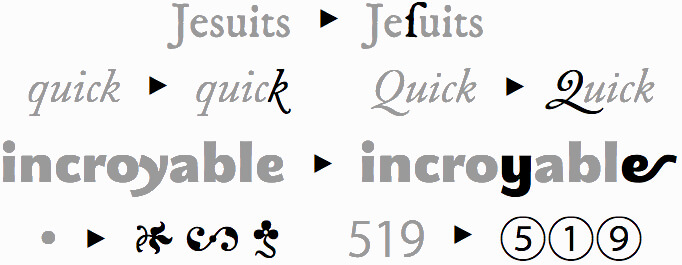 Jesuits ► Jeſuits
quick ► quick Quick ► Quick
incroyable ► incroyable
• ► 519 ► ⑤①⑨